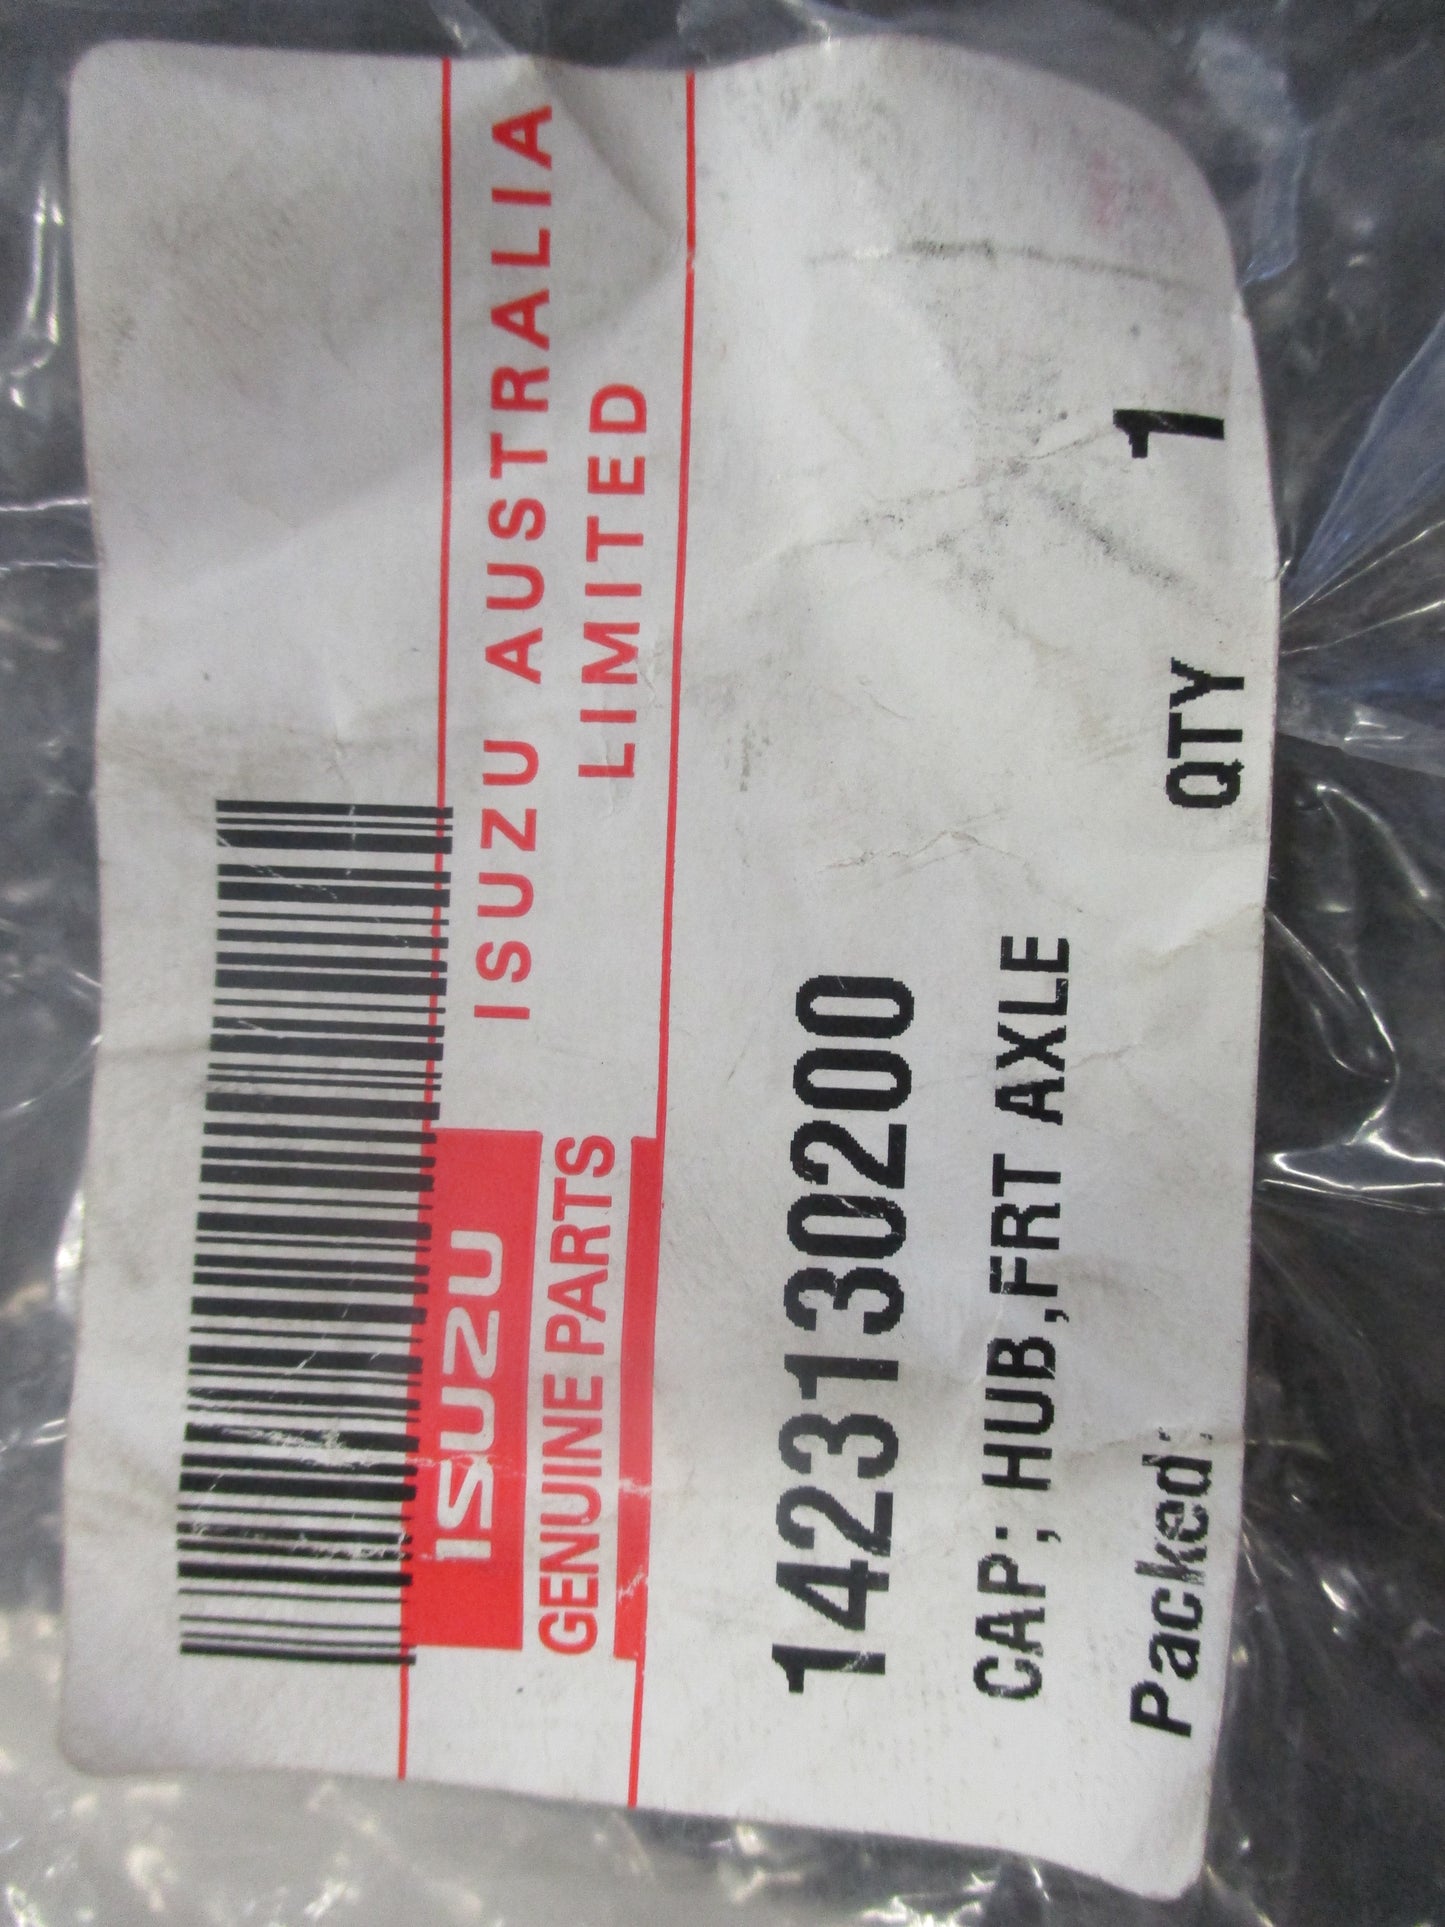 ISUZU
GENUINE PARTS
ISUZU AUSTRALIA
LIMITED
1423130200
CAP; HUB,FRT AXLE
Packed:
QTY 1